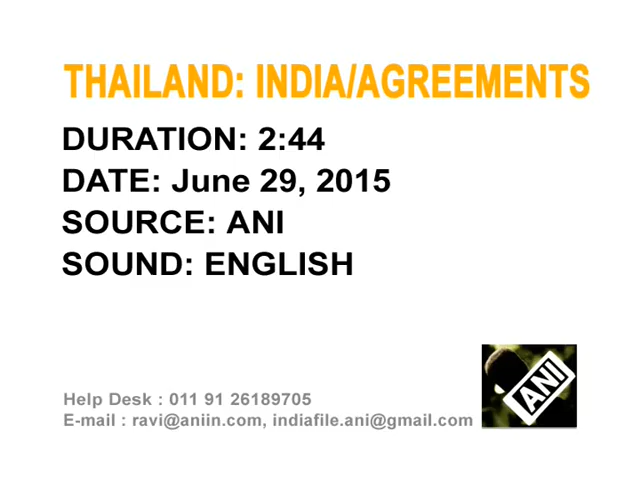 THAILAND: INDIA/AGREEMENTS
DURATION: 2:44
DATE: June 29, 2015
SOURCE: ANI
SOUND: ENGLISH
ANI
Help Desk : 011 91 26189705
E-mail : ravi@aniin.com, indiafile.ani@gmail.com